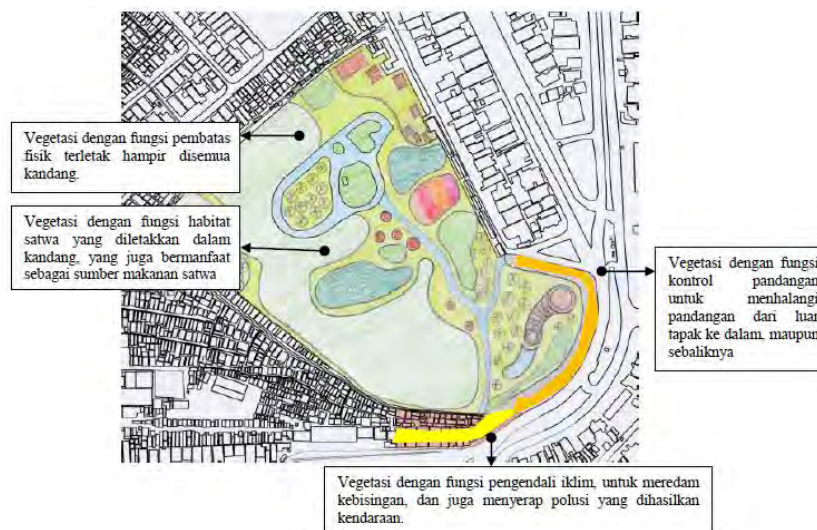 Vegetasi dengan fungsi pembatas
fisik terletak hampir disemua
kandang.
Vegetasi dengan fungsi habitat
satwa yang diletakkan dalam
kandang, yang juga bermanfaat
sebagai sumber makanan satwa
Vegetasi dengan fungsi
kontrol pandangan
untuk menhalangi
pandangan dari luar
tapak ke dalam, maupun
sebaliknya
Vegetasi dengan fungsi pengendali iklim, untuk meredam
kebisingan, dan juga menyerap polusi yang dihasilkan
kendaraan.